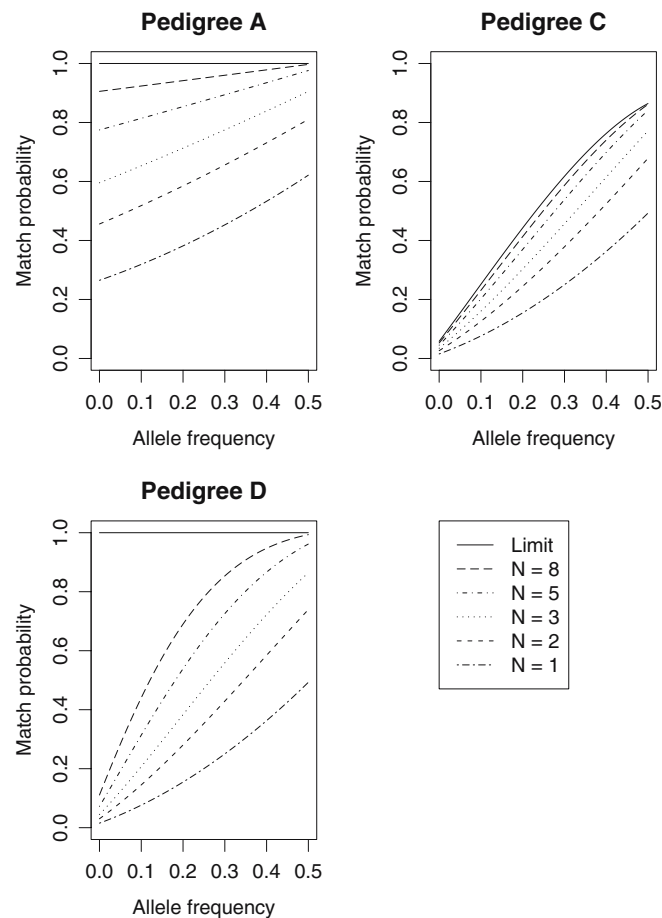 Pedigree A
Match probability
1.0
0.8
0.6
0.4
0.2
0.0
0.0 0.1 0.2 0.3 0.4 0.5
Allele frequency
Pedigree C
Match probability
1.0
0.8
0.6
0.4
0.2
0.0
0.0 0.1 0.2 0.3 0.4 0.5
Allele frequency
Pedigree D
Match probability
1.0
0.8
0.6
0.4
0.2
0.0
0.0 0.1 0.2 0.3 0.4 0.5
Allele frequency
Limit
N = 8
N = 5
N = 3
N = 2
N = 1